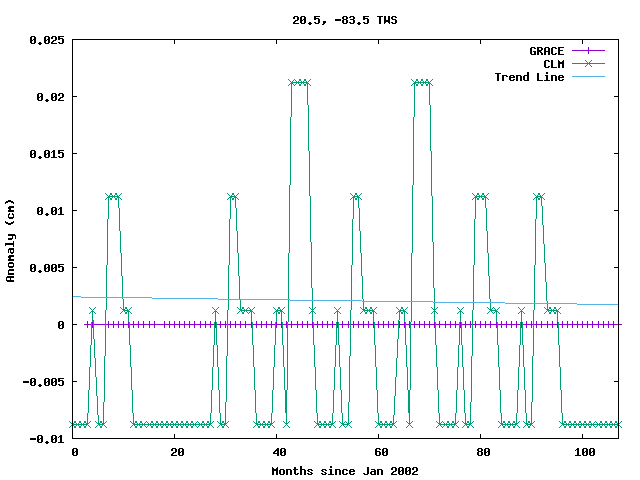 20.5, -83.5 TWS
0.025
GRACE
CLM
Trend Line
0.02
0.015
0.01
0.005
0
-0.005
-0.01
Anomaly (cm)
0 20 40 60 80 100
Months since Jan 2002